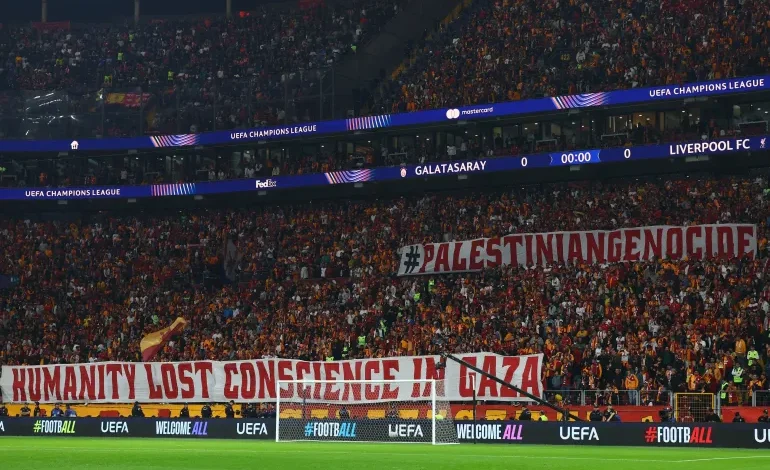 UEFA CHAMPIONS LEAGUE
mastercard
UEFA CHAMPIONS LEAGUE
UEFA CHAMPIONS LEAGUE
FedEx
GALATASARAY 0 00:00 0 LIVERPOOL FC
#PALESTINIANGENOCIDE
HUMANITY LOST CONSCIENCE IN GAZA
#FOOTBALL UEFA WELCOME ALL UEFA #FOOTBALL UEFA WELCOME ALL UEFA #FOOTBALL UEFA